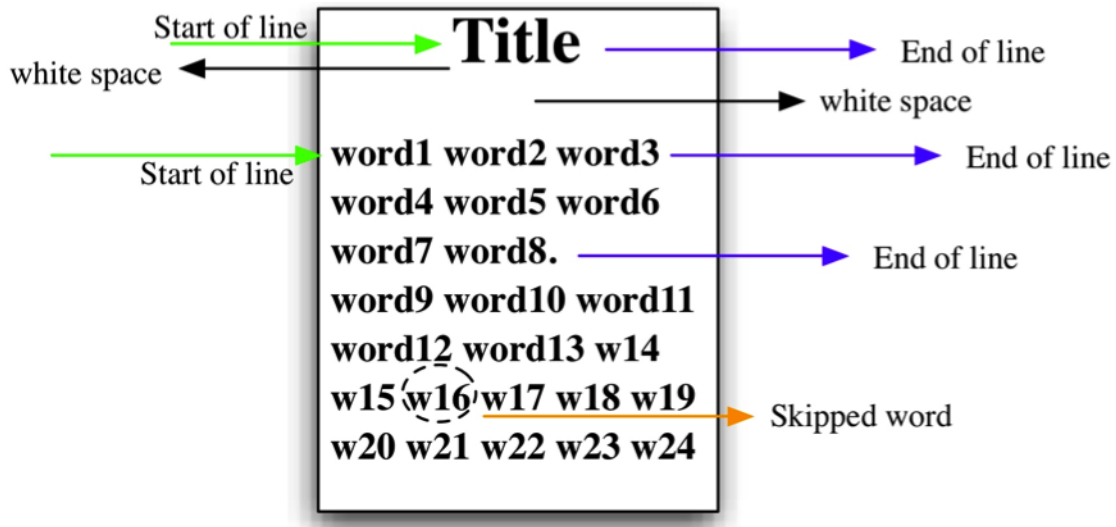 Start of line Title End of line
white space
white space
word1 word2 word3 End of line
Start of line
word4 word5 word6
word7 word8. End of line
word9 word10 word11
word12 word13 w14
w15 w16 w17 w18 w19
Skipped word
w20 w21 w22 w23 w24